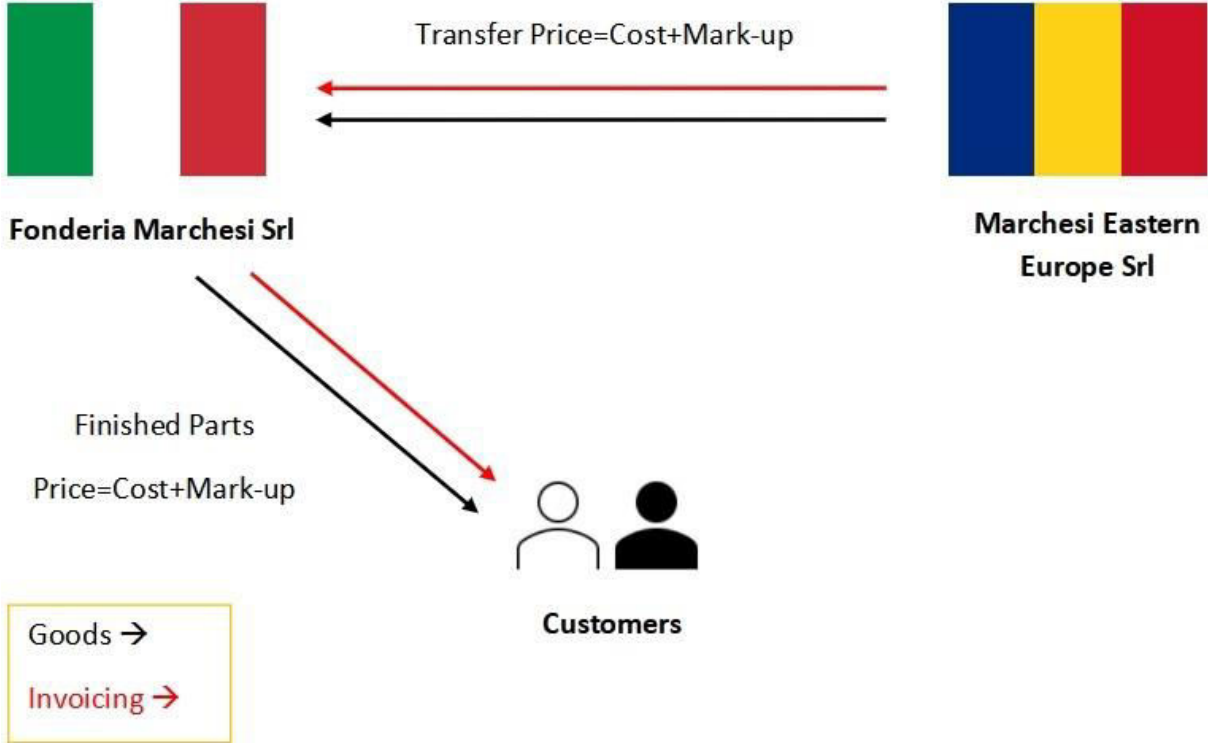 Transfer Price=Cost+Mark-up
Fonderia Marchesi Srl
Marchesi Eastern
Europe Srl
Finished Parts
Price=Cost+Mark-up
Customers
Goods →
Invoicing →